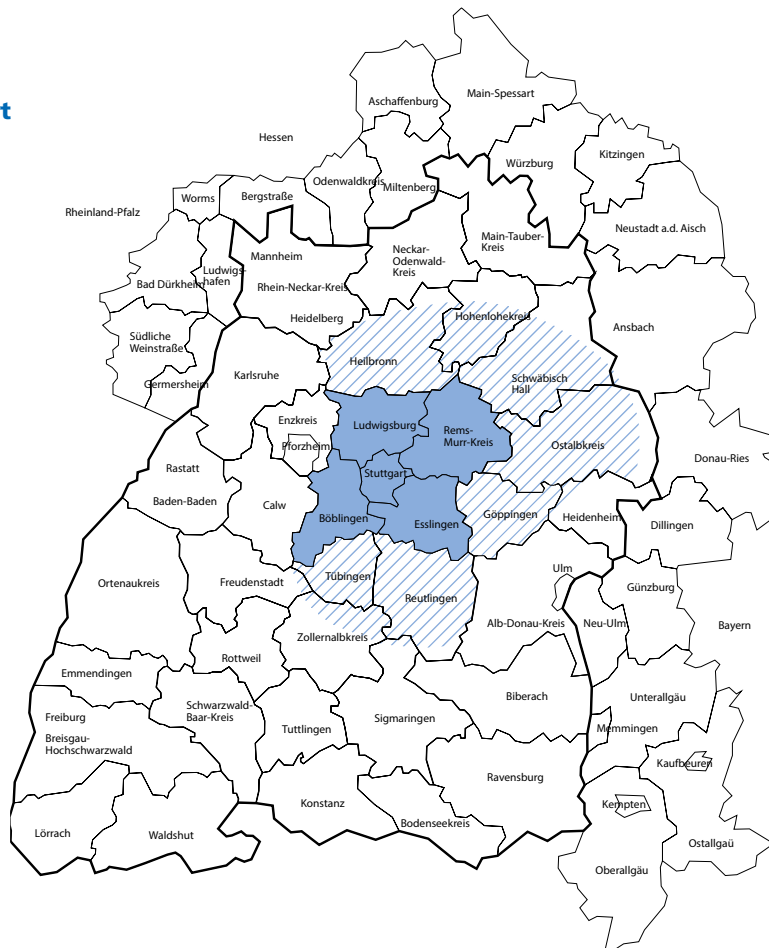 t
Main-Spessart
Aschaffenburg
Hessen
Kitzingen
Würzburg
Odenwaldkreis
Miltenberg
Worms
Bergstraße
Rheinland-Pfalz
Neustadt a.d. Aisch
Main-Tauber-
Kreis
Neckar-
Odenwald-
Kreis
Mannheim
Ludwigs-
hafen
Bad Dürkheim
Rhein-Neckar-Kreis
Heidelberg
Hohenlohekreis
Ansbach
Südliche
Weinstraße
Heilbronn
Karlsruhe
Schwäbisch
Hall
Germersheim
Enzkreis
Ludwigsburg
Rems-
Murr-Kreis
Pforzheim
Ostalbkreis
Donau-Ries
Rastatt
Stuttgart
Baden-Baden
Calw
Böblingen
Esslingen
Göppingen
Heidenheim
Dillingen
Ulm
Ortenaukreis
Freudenstadt
Tübingen
Reutlingen
Günzburg
Alb-Donau-Kreis
Neu-Ulm
Bayern
Zollernalbkreis
Rottweil
Emmendingen
Biberach
Unterallgäu
Schwarzwald-
Baar-Kreis
Freiburg
Sigmaringen
Tuttlingen
Memmingen
Breisgau-
Hochschwarzwald
Kaufbeuren
Ravensburg
Konstanz
Kempten
Bodenseekreis
Lörrach
Waldshut
Ostallgaü
Oberallgäu